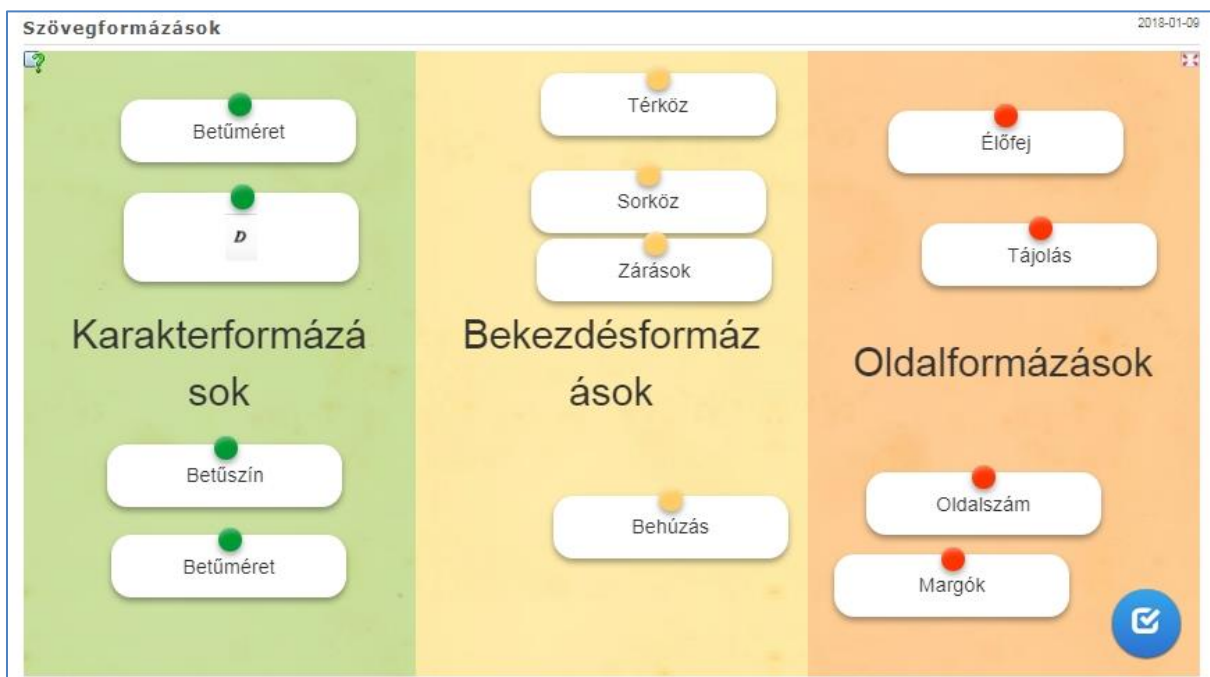 Szövegformázások
2018-01-09
Betűméret
D
Karakterformázá
sok
Betűszín
Betűméret
Térköz
Sorköz
Zárások
Bekezdésformáz
ások
Behúzás
Élőfej
Tájolás
Oldalformázások
Oldalszám
Margók